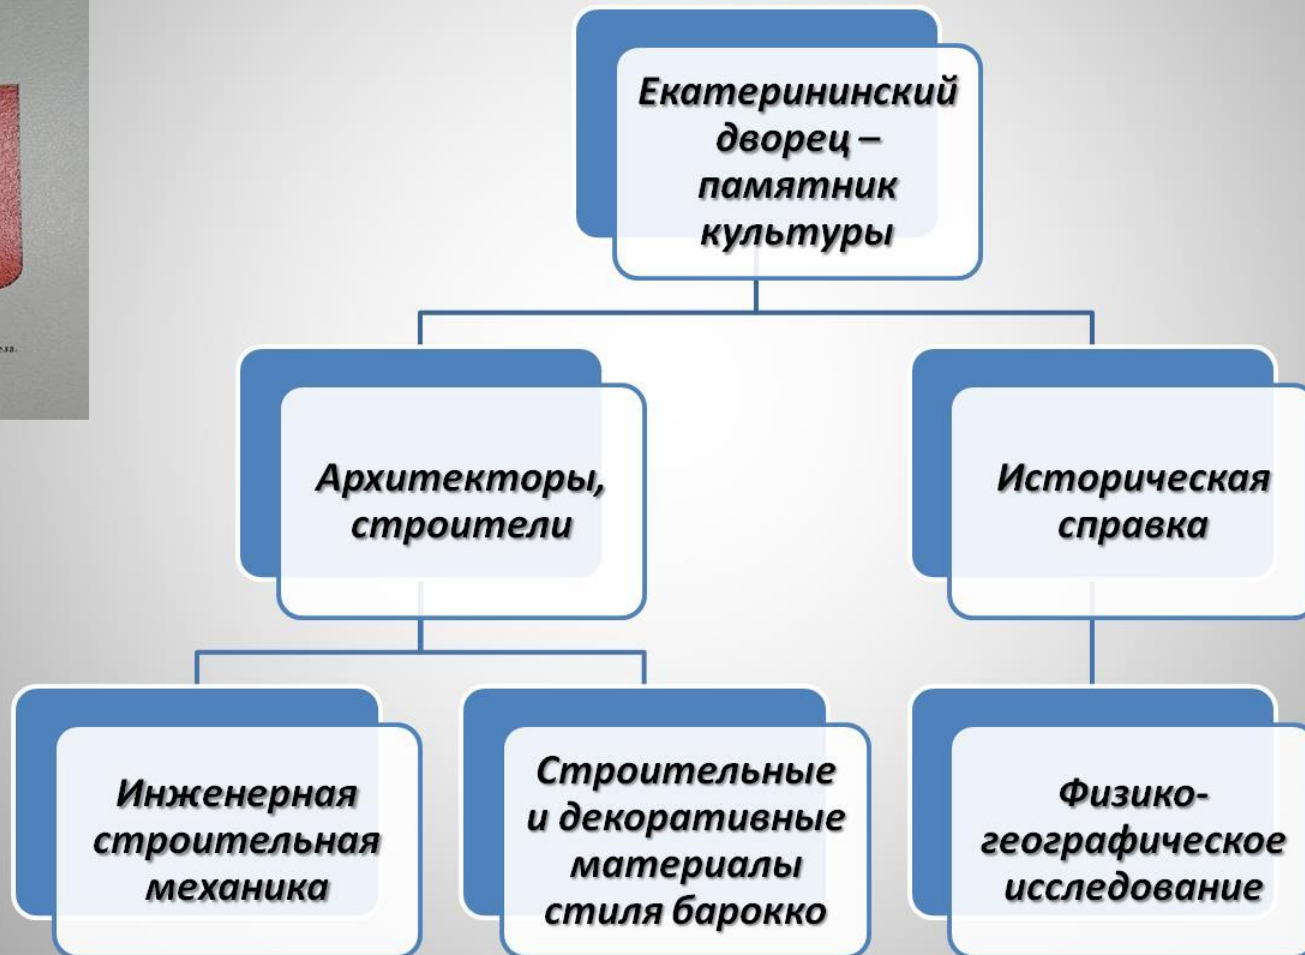 Екатерининский
дворец –
памятник
культуры
Архитекторы,
строители
Историческая
справка
Инженерная
строительная
механика
Строительные
и декоративные
материалы
стиля барокко
Физико-
географическое
исследование